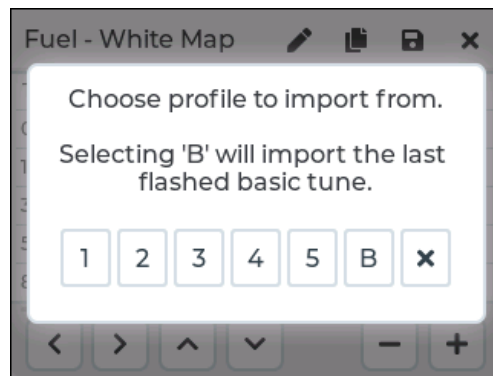 Fuel - White Map
Choose profile to import from.
Selecting 'B' will import the last
flashed basic tune.
1 2 3 4 5 B